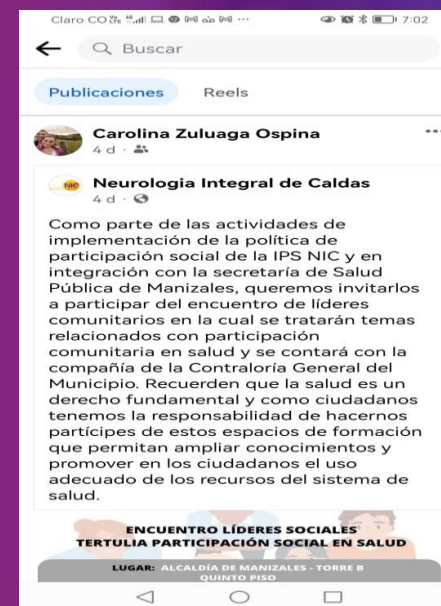 Claro CO
7:02
Buscar
Publicaciones Reels
Carolina Zuluaga Ospina
4 d
NIC
Neurologia Integral de Caldas
4 d
Como parte de las actividades de
implementación de la política de
participación social de la IPS NIC y en
integración con la secretaría de Salud
Pública de Manizales, queremos invitarlos
a participar del encuentro de líderes
comunitarios en la cual se tratarán temas
relacionados con participación
comunitaria en salud y se contará con la
compañía de la Contraloría General del
Municipio. Recuerden que la salud es un
derecho fundamental y como ciudadanos
tenemos la responsabilidad de hacernos
partícipes de estos espacios de formación
que permitan ampliar conocimientos y
promover en los ciudadanos el uso
adecuado de los recursos del sistema de
salud.
ENCUENTRO LÍDERES SOCIALES
TERTULIA PARTICIPACIÓN SOCIAL EN SALUD
LUGAR: ALCALDÍA DE MANIZALES - TORRE B
QUINTO PISO